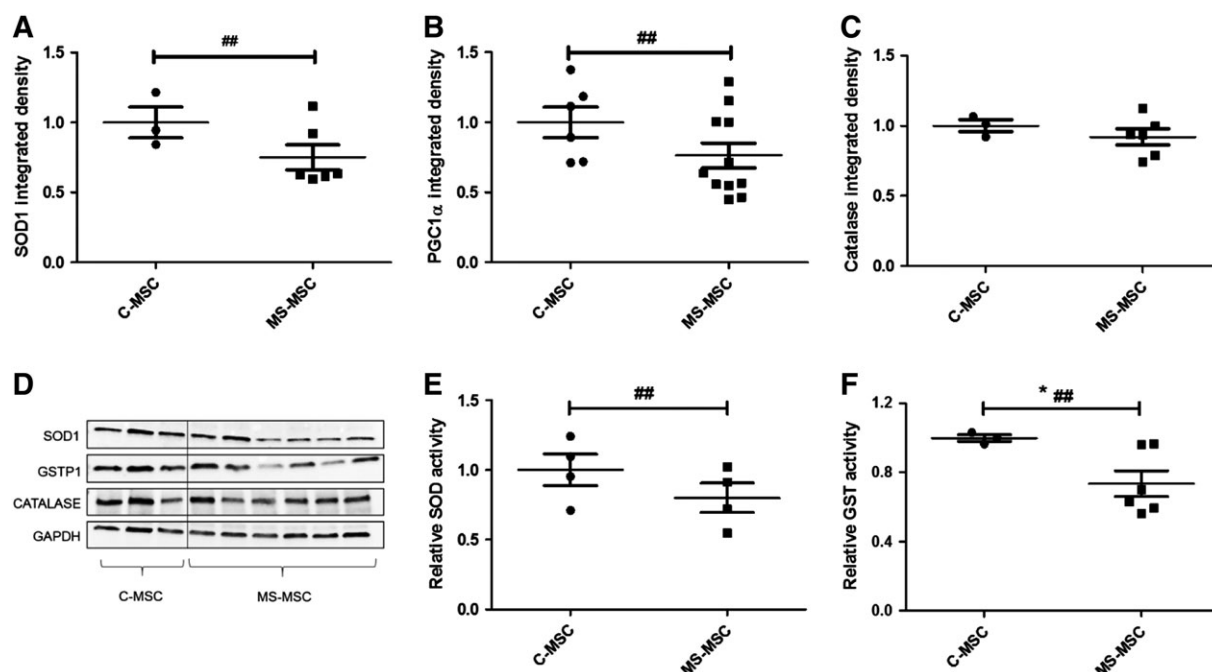 A
##
SOD1 integrated density
1.5
1.0
0.5
0.0
C-MSC
MS-MSC
B
##
PGC1α integrated density
1.5
1.0
0.5
0.0
C-MSC
MS-MSC
C
Catalase integrated density
1.5
1.0
0.5
0.0
C-MSC
MS-MSC
D
SOD1
GSTP1
CATALASE
GAPDH
C-MSC
MS-MSC
E
##
Relative SOD activity
1.5
1.0
0.5
0.0
C-MSC
MS-MSC
F
* ##
Relative GST activity
1.2
0.8
0.4
0.0
C-MSC
MS-MSC